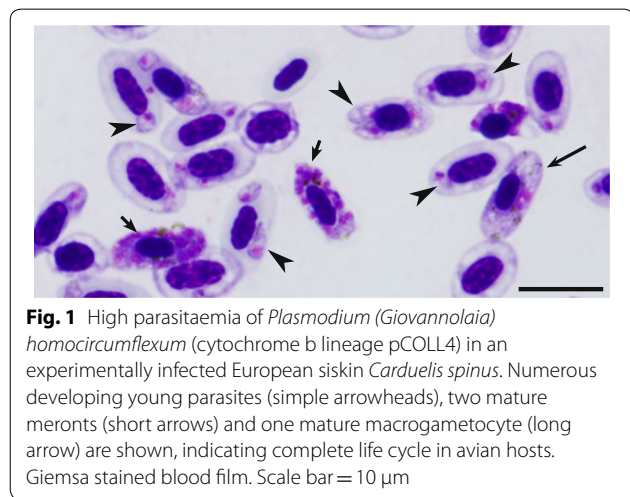 Fig. 1 High parasitaemia of Plasmodium (Giovannolaia)
homocircumflexum (cytochrome b lineage pCOLL4) in an
experimentally infected European siskin Carduelis spinus. Numerous
developing young parasites (simple arrowheads), two mature
meronts (short arrows) and one mature macrogametocyte (long
arrow) are shown, indicating complete life cycle in avian hosts.
Giemsa stained blood film. Scale bar = 10 µm